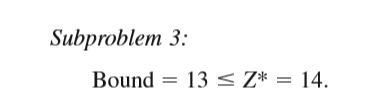 Subproblem 3:
Bound = 13 ≤ Z* = 14.